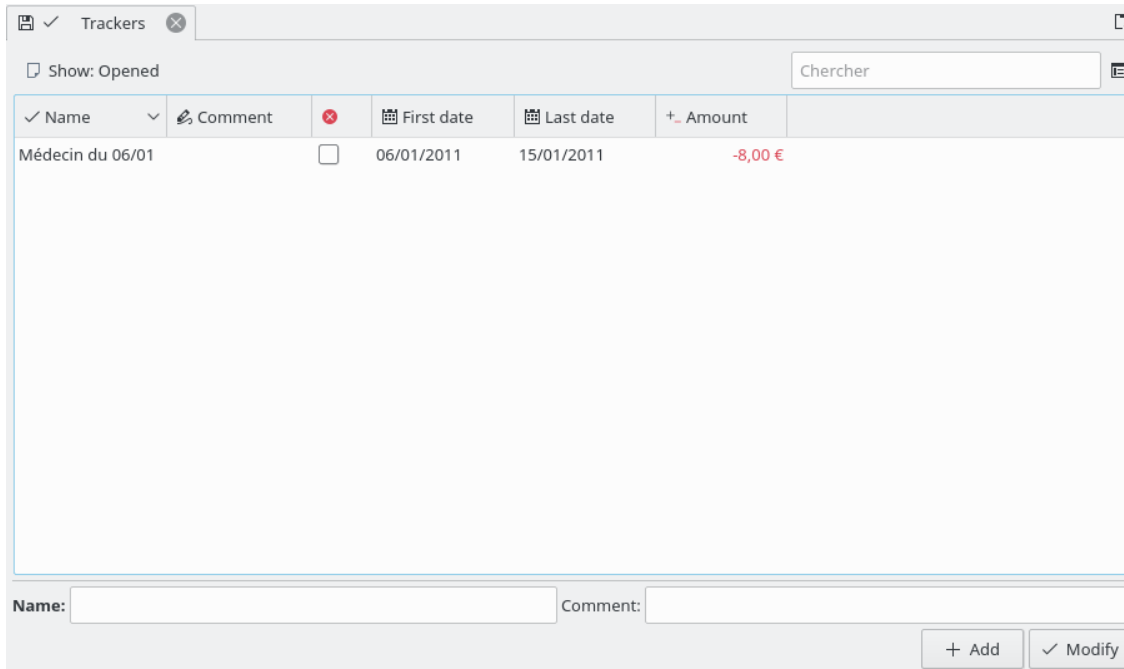 Trackers
Show: Opened
Chercher
Name Comment First date Last date Amount
Médecin du 06/01 06/01/2011 15/01/2011 -8,00 €
Name: Comment:
Add Modify